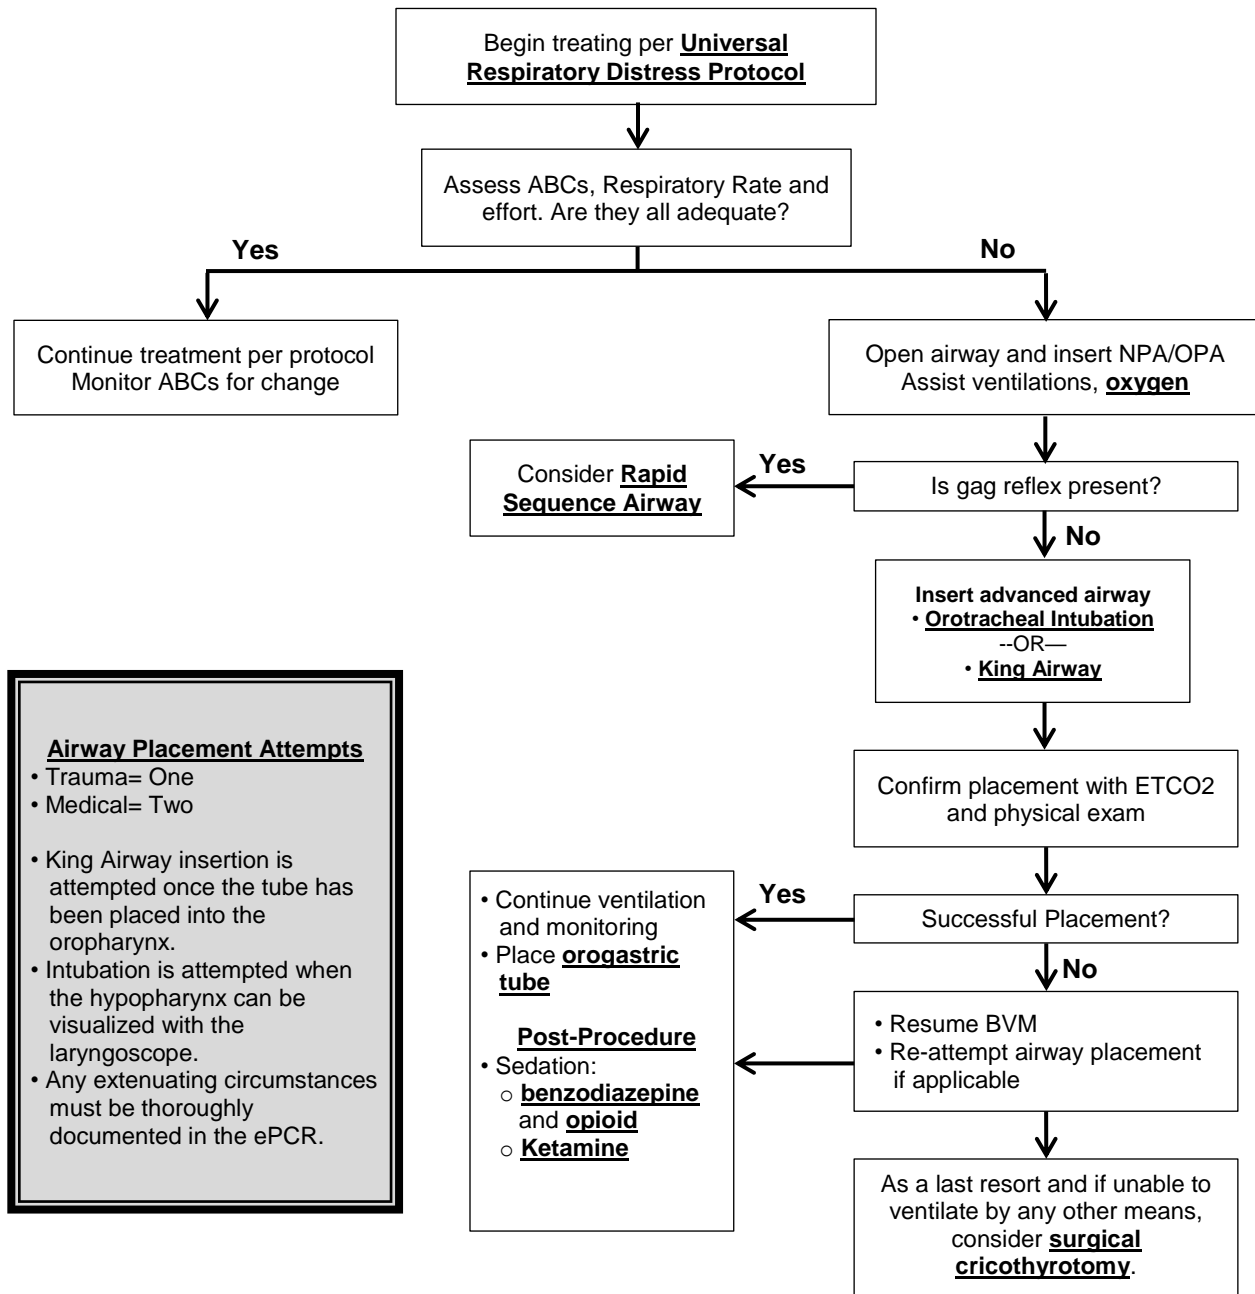 Begin treating per Universal
Respiratory Distress Protocol
Assess ABCs, Respiratory Rate and
effort. Are they all adequate?
Yes
No
Continue treatment per protocol
Monitor ABCs for change
Open airway and insert NPA/OPA
Assist ventilations, oxygen
Consider Rapid
Sequence Airway
Yes
Is gag reflex present?
No
Insert advanced airway
• Orotracheal Intubation
--OR—
• King Airway
Airway Placement Attempts
• Trauma= One
• Medical= Two
• King Airway insertion is
attempted once the tube has
been placed into the
oropharynx.
• Intubation is attempted when
the hypopharynx can be
visualized with the
laryngoscope.
• Any extenuating circumstances
must be thoroughly
documented in the ePCR.
Confirm placement with ETCO2
and physical exam
• Continue ventilation
and monitoring
• Place orogastric
tube
Post-Procedure
• Sedation:
o benzodiazepine
and opioid
o Ketamine
Yes
Successful Placement?
No
• Resume BVM
• Re-attempt airway placement
if applicable
As a last resort and if unable to
ventilate by any other means,
consider surgical
cricothyrotomy.